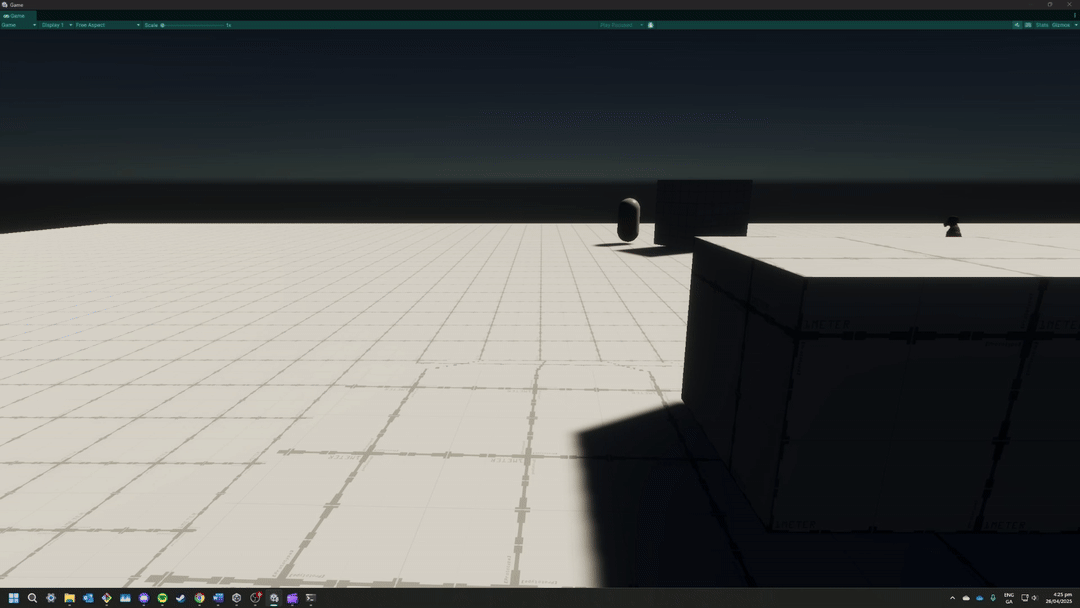 Game
Game
Game Display 1 Free Aspect Scale 1x Play Focused Stats Gizmos
1METER
ENG
GA
4:25 pm
26/04/2025